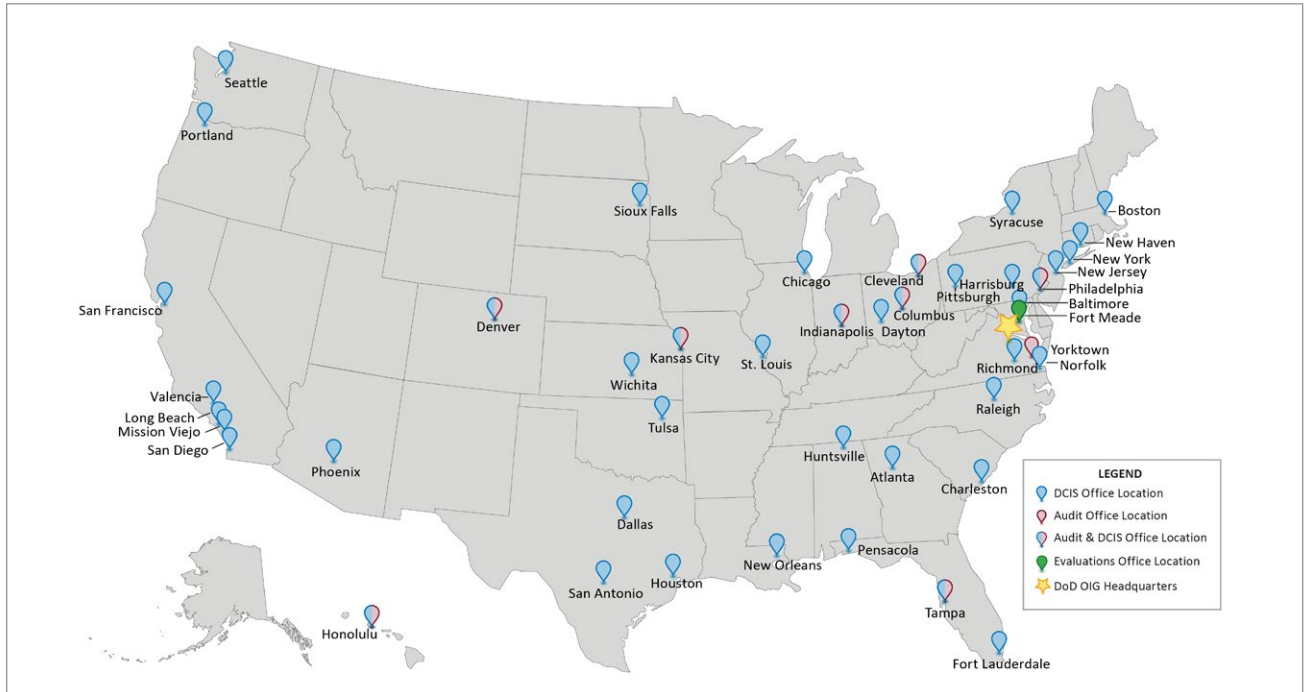 Seattle
Portland
Sioux Falls
Syracuse
Boston
New Haven
New York
New Jersey
Philadelphia
Baltimore
Fort Meade
Chicago
Cleveland
Harrisburg
Pittsburgh
San Francisco
Denver
Kansas City
Indianapolis
Columbus
Dayton
St. Louis
Yorktown
Norfolk
Richmond
Wichita
Raleigh
Valencia
Long Beach
Mission Viejo
San Diego
Tulsa
Phoenix
Huntsville
Atlanta
Charleston
Dallas
New Orleans
Pensacola
San Antonio
Houston
Tampa
Honolulu
Fort Lauderdale
LEGEND
DCIS Office Location
Audit Office Location
Audit & DCIS Office Location
Evaluations Office Location
DoD OIG Headquarters